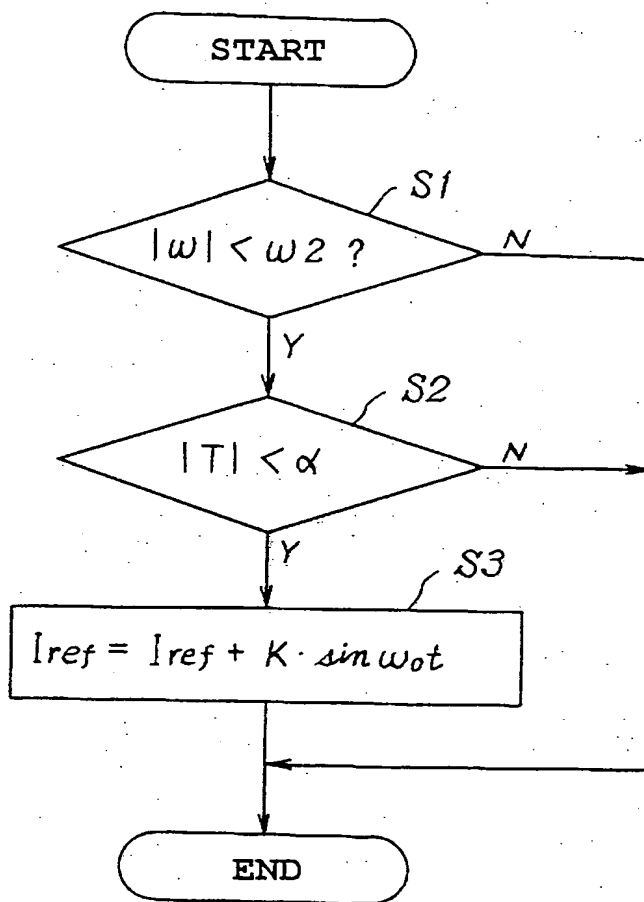 START
S1
|ω| < ω2 ?
N
Y
S2
|T| < α
N
Y
S3
Iref = Iref + K · sin ω₀t
END